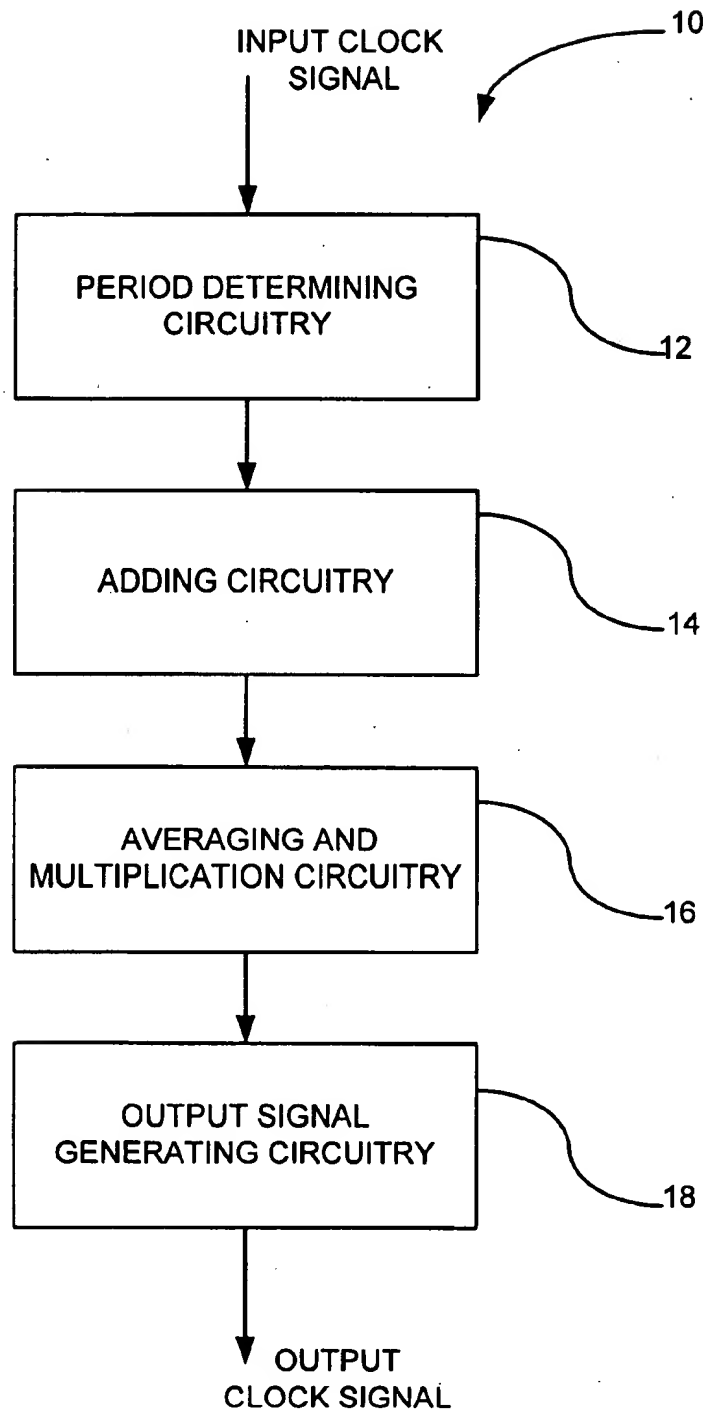 10
INPUT CLOCK
SIGNAL
PERIOD DETERMINING
CIRCUITRY
12
ADDING CIRCUITRY
14
AVERAGING AND
MULTIPLICATION CIRCUITRY
16
OUTPUT SIGNAL
GENERATING CIRCUITRY
18
OUTPUT
CLOCK SIGNAL